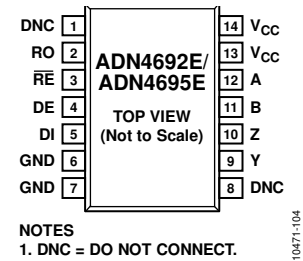 DNC 1
RO 2
RE 3
DE 4
DI 5
GND 6
GND 7
ADN4692E/
ADN4695E
TOP VIEW
(Not to Scale)
14 VCC
13 VCC
12 A
11 B
10 Z
9 Y
8 DNC
NOTES
1. DNC = DO NOT CONNECT.
10471-104